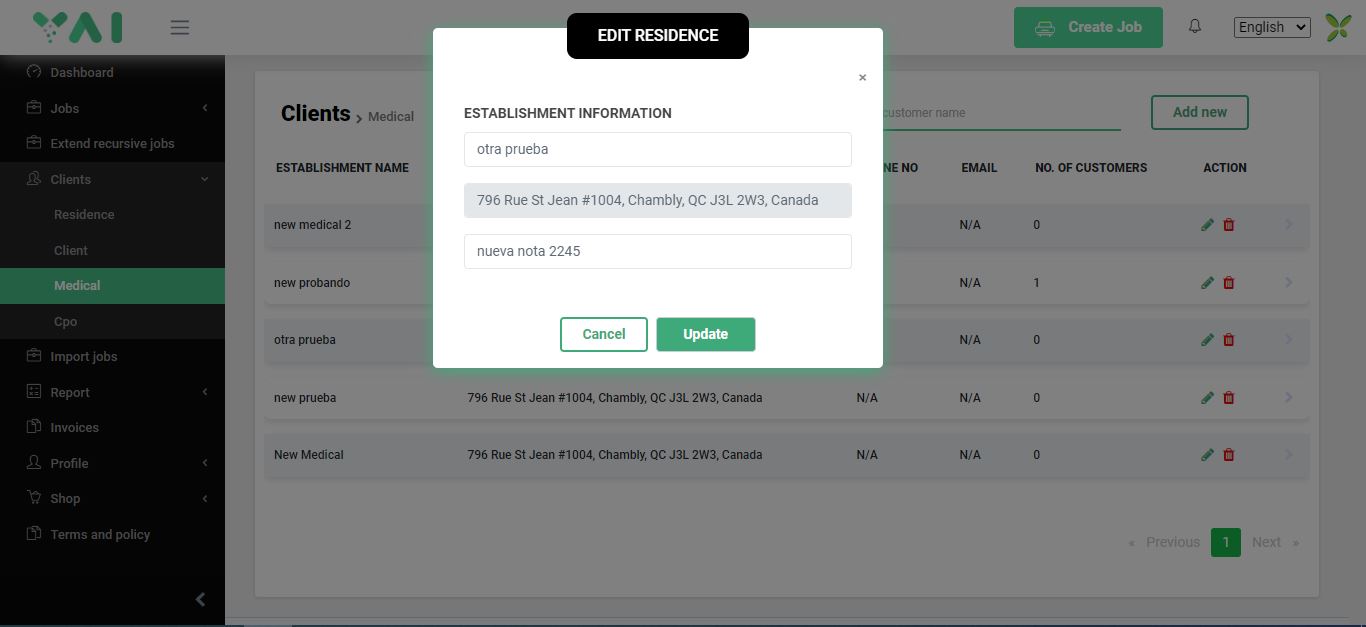 YAI
EDIT RESIDENCE
Create Job
English
×
Dashboard
Jobs
Extend recursive jobs
Clients
Residence
Client
Medical
Cpo
Import jobs
Report
Invoices
Profile
Shop
Terms and policy
Clients > Medical
customer name
Add new
ESTABLISHMENT INFORMATION
otra prueba
796 Rue St Jean #1004, Chambly, QC J3L 2W3, Canada
nueva nota 2245
Cancel
Update
ESTABLISHMENT NAME NE NO EMAIL NO. OF CUSTOMERS ACTION
new medical 2 N/A 0
new probando N/A 1
otra prueba N/A 0
new prueba 796 Rue St Jean #1004, Chambly, QC J3L 2W3, Canada N/A N/A 0
New Medical 796 Rue St Jean #1004, Chambly, QC J3L 2W3, Canada N/A N/A 0
« Previous 1 Next »